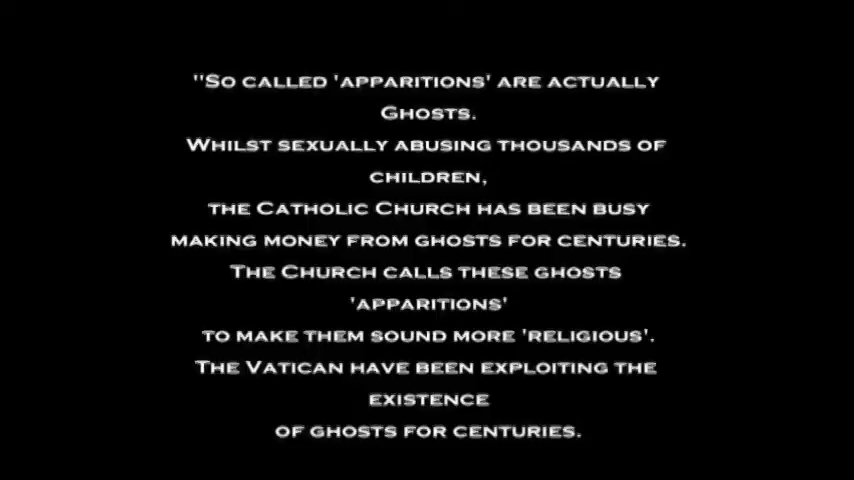 "So called 'apparitions' are actually
Ghosts.
Whilst sexually abusing thousands of
children,
the Catholic Church has been busy
making money from ghosts for centuries.
The Church calls these ghosts
'apparitions'
to make them sound more 'religious'.
The Vatican have been exploiting the
existence
of ghosts for centuries.